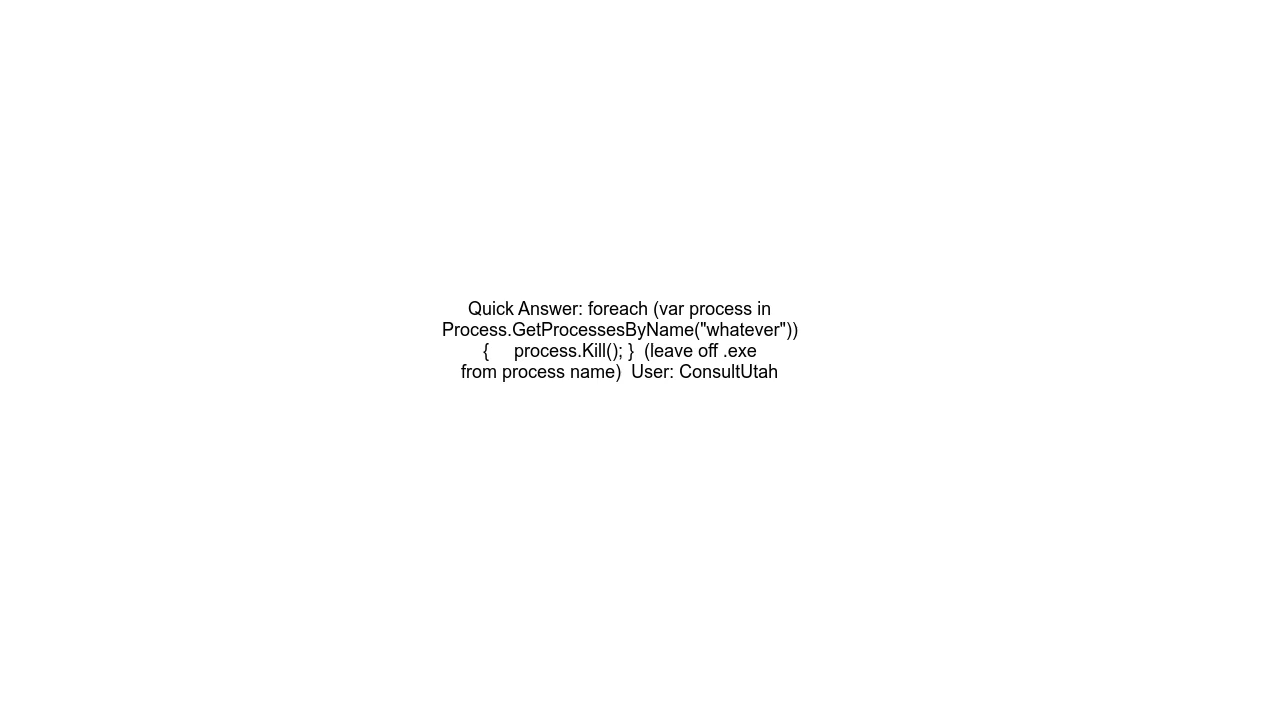 Quick Answer: foreach (var process in
Process.GetProcessesByName("whatever"))
{     process.Kill(); }  (leave off .exe
from process name)  User: ConsultUtah